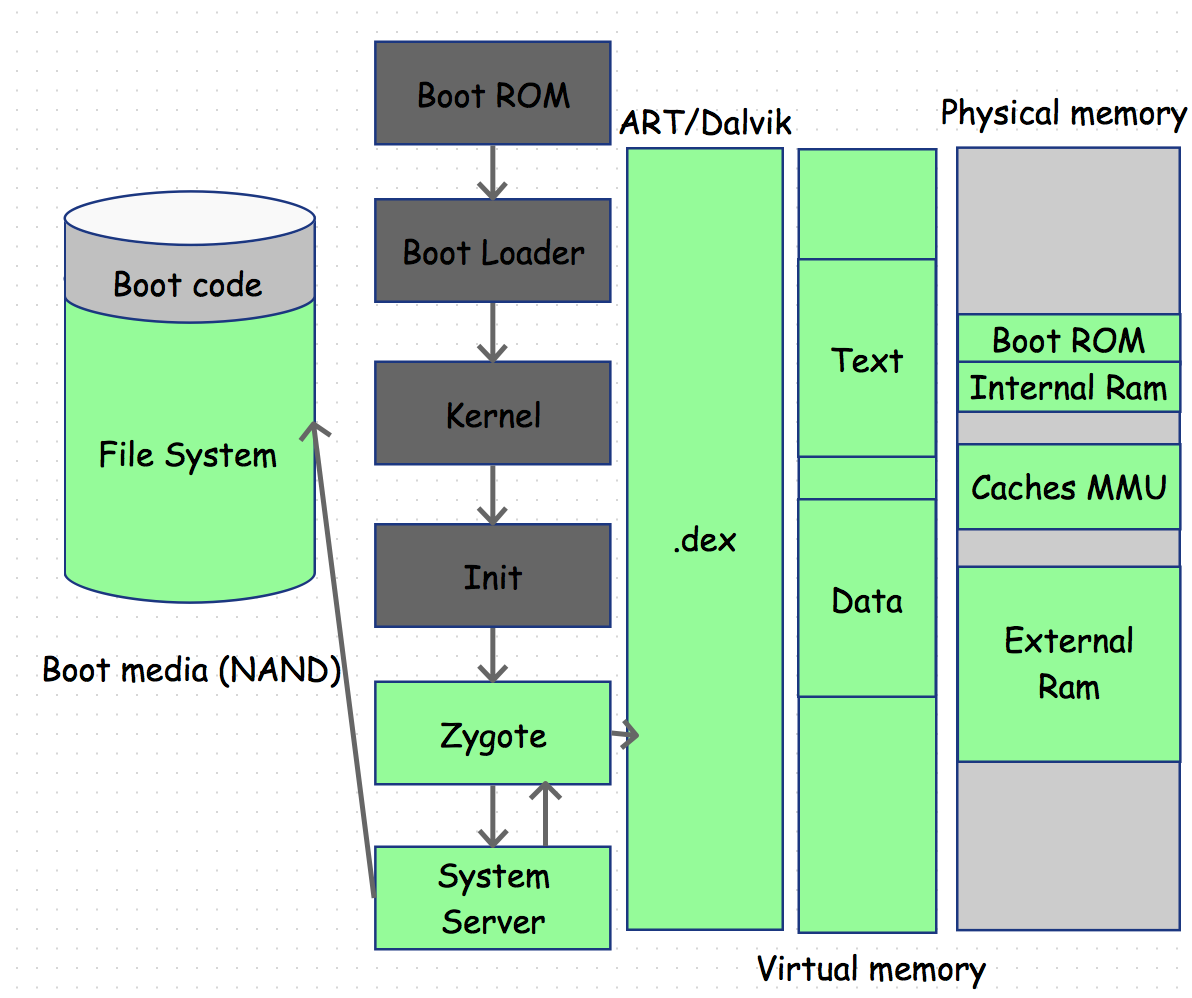 Boot ROM
ART/Dalvik
Physical memory
Boot code
File System
Boot media (NAND)
Boot Loader
Kernel
Init
Zygote
System
Server
.dex
Text
Data
Virtual memory
Boot ROM
Internal Ram
Caches MMU
External
Ram